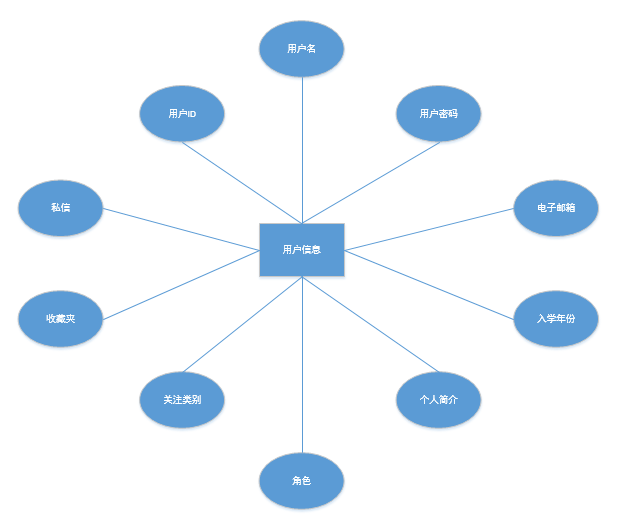 用户名
用户ID
用户密码
私信
电子邮箱
用户信息
收藏夹
入学年份
关注类别
个人简介
角色